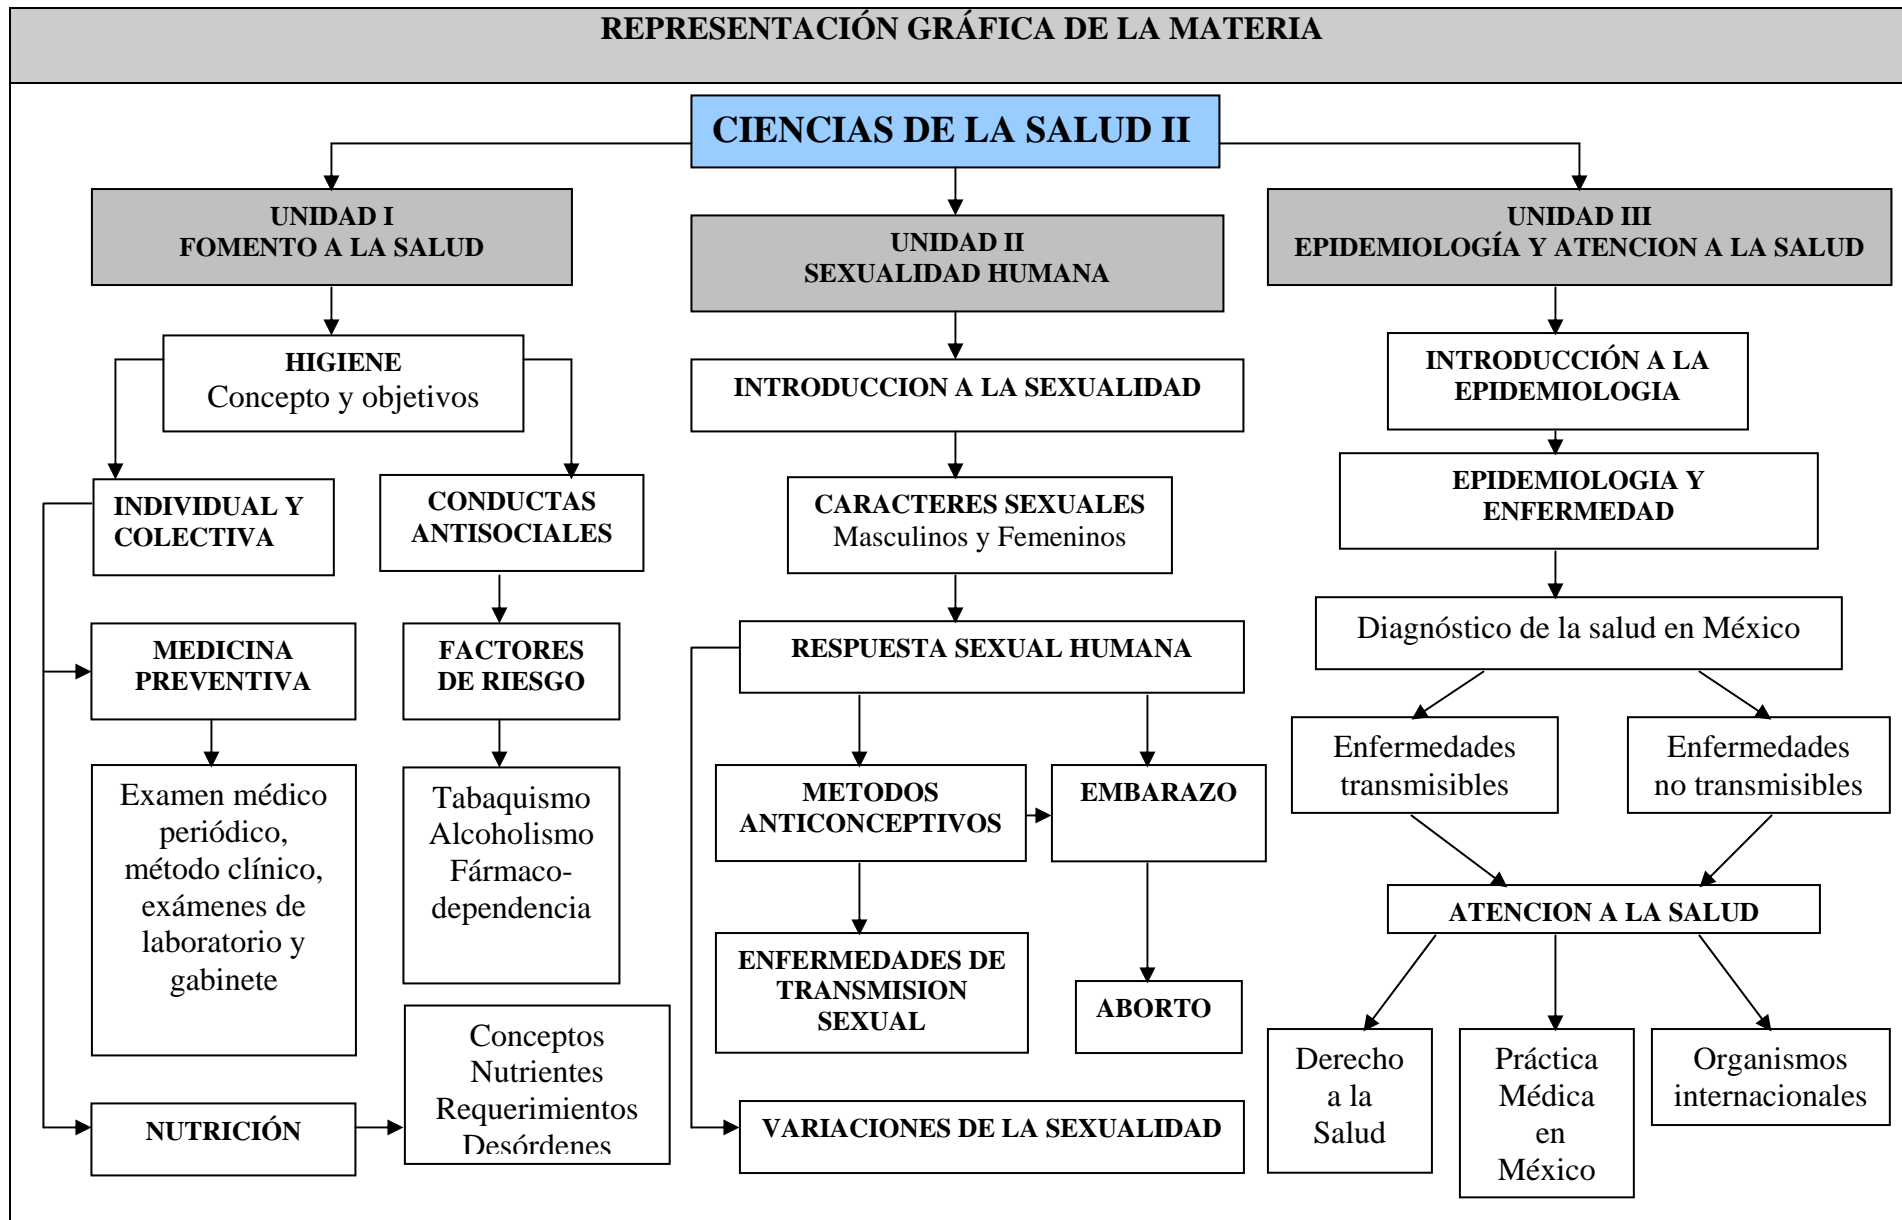 REPRESENTACIÓN GRÁFICA DE LA MATERIA
CIENCIAS DE LA SALUD II
UNIDAD I
FOMENTO A LA SALUD
HIGIENE
Concepto y objetivos
INDIVIDUAL Y
COLECTIVA
CONDUCTAS
ANTISOCIALES
MEDICINA
PREVENTIVA
FACTORES
DE RIESGO
Examen médico
periódico,
método clínico,
exámenes de
laboratorio y
gabinete
Tabaquismo
Alcoholismo
Fármaco-
dependencia
NUTRICIÓN
Conceptos
Nutrientes
Requerimientos
Desórdenes
UNIDAD II
SEXUALIDAD HUMANA
INTRODUCCION A LA SEXUALIDAD
CARACTERES SEXUALES
Masculinos y Femeninos
RESPUESTA SEXUAL HUMANA
METODOS
ANTICONCEPTIVOS
EMBARAZO
ENFERMEDADES DE
TRANSMISION
SEXUAL
ABORTO
VARIACIONES DE LA SEXUALIDAD
UNIDAD III
EPIDEMIOLOGÍA Y ATENCION A LA SALUD
INTRODUCCIÓN A LA
EPIDEMIOLOGIA
EPIDEMIOLOGIA Y
ENFERMEDAD
Diagnóstico de la salud en México
Enfermedades
transmisibles
Enfermedades
no transmisibles
ATENCION A LA SALUD
Derecho
a la
Salud
Práctica
Médica
en
México
Organismos
internacionales